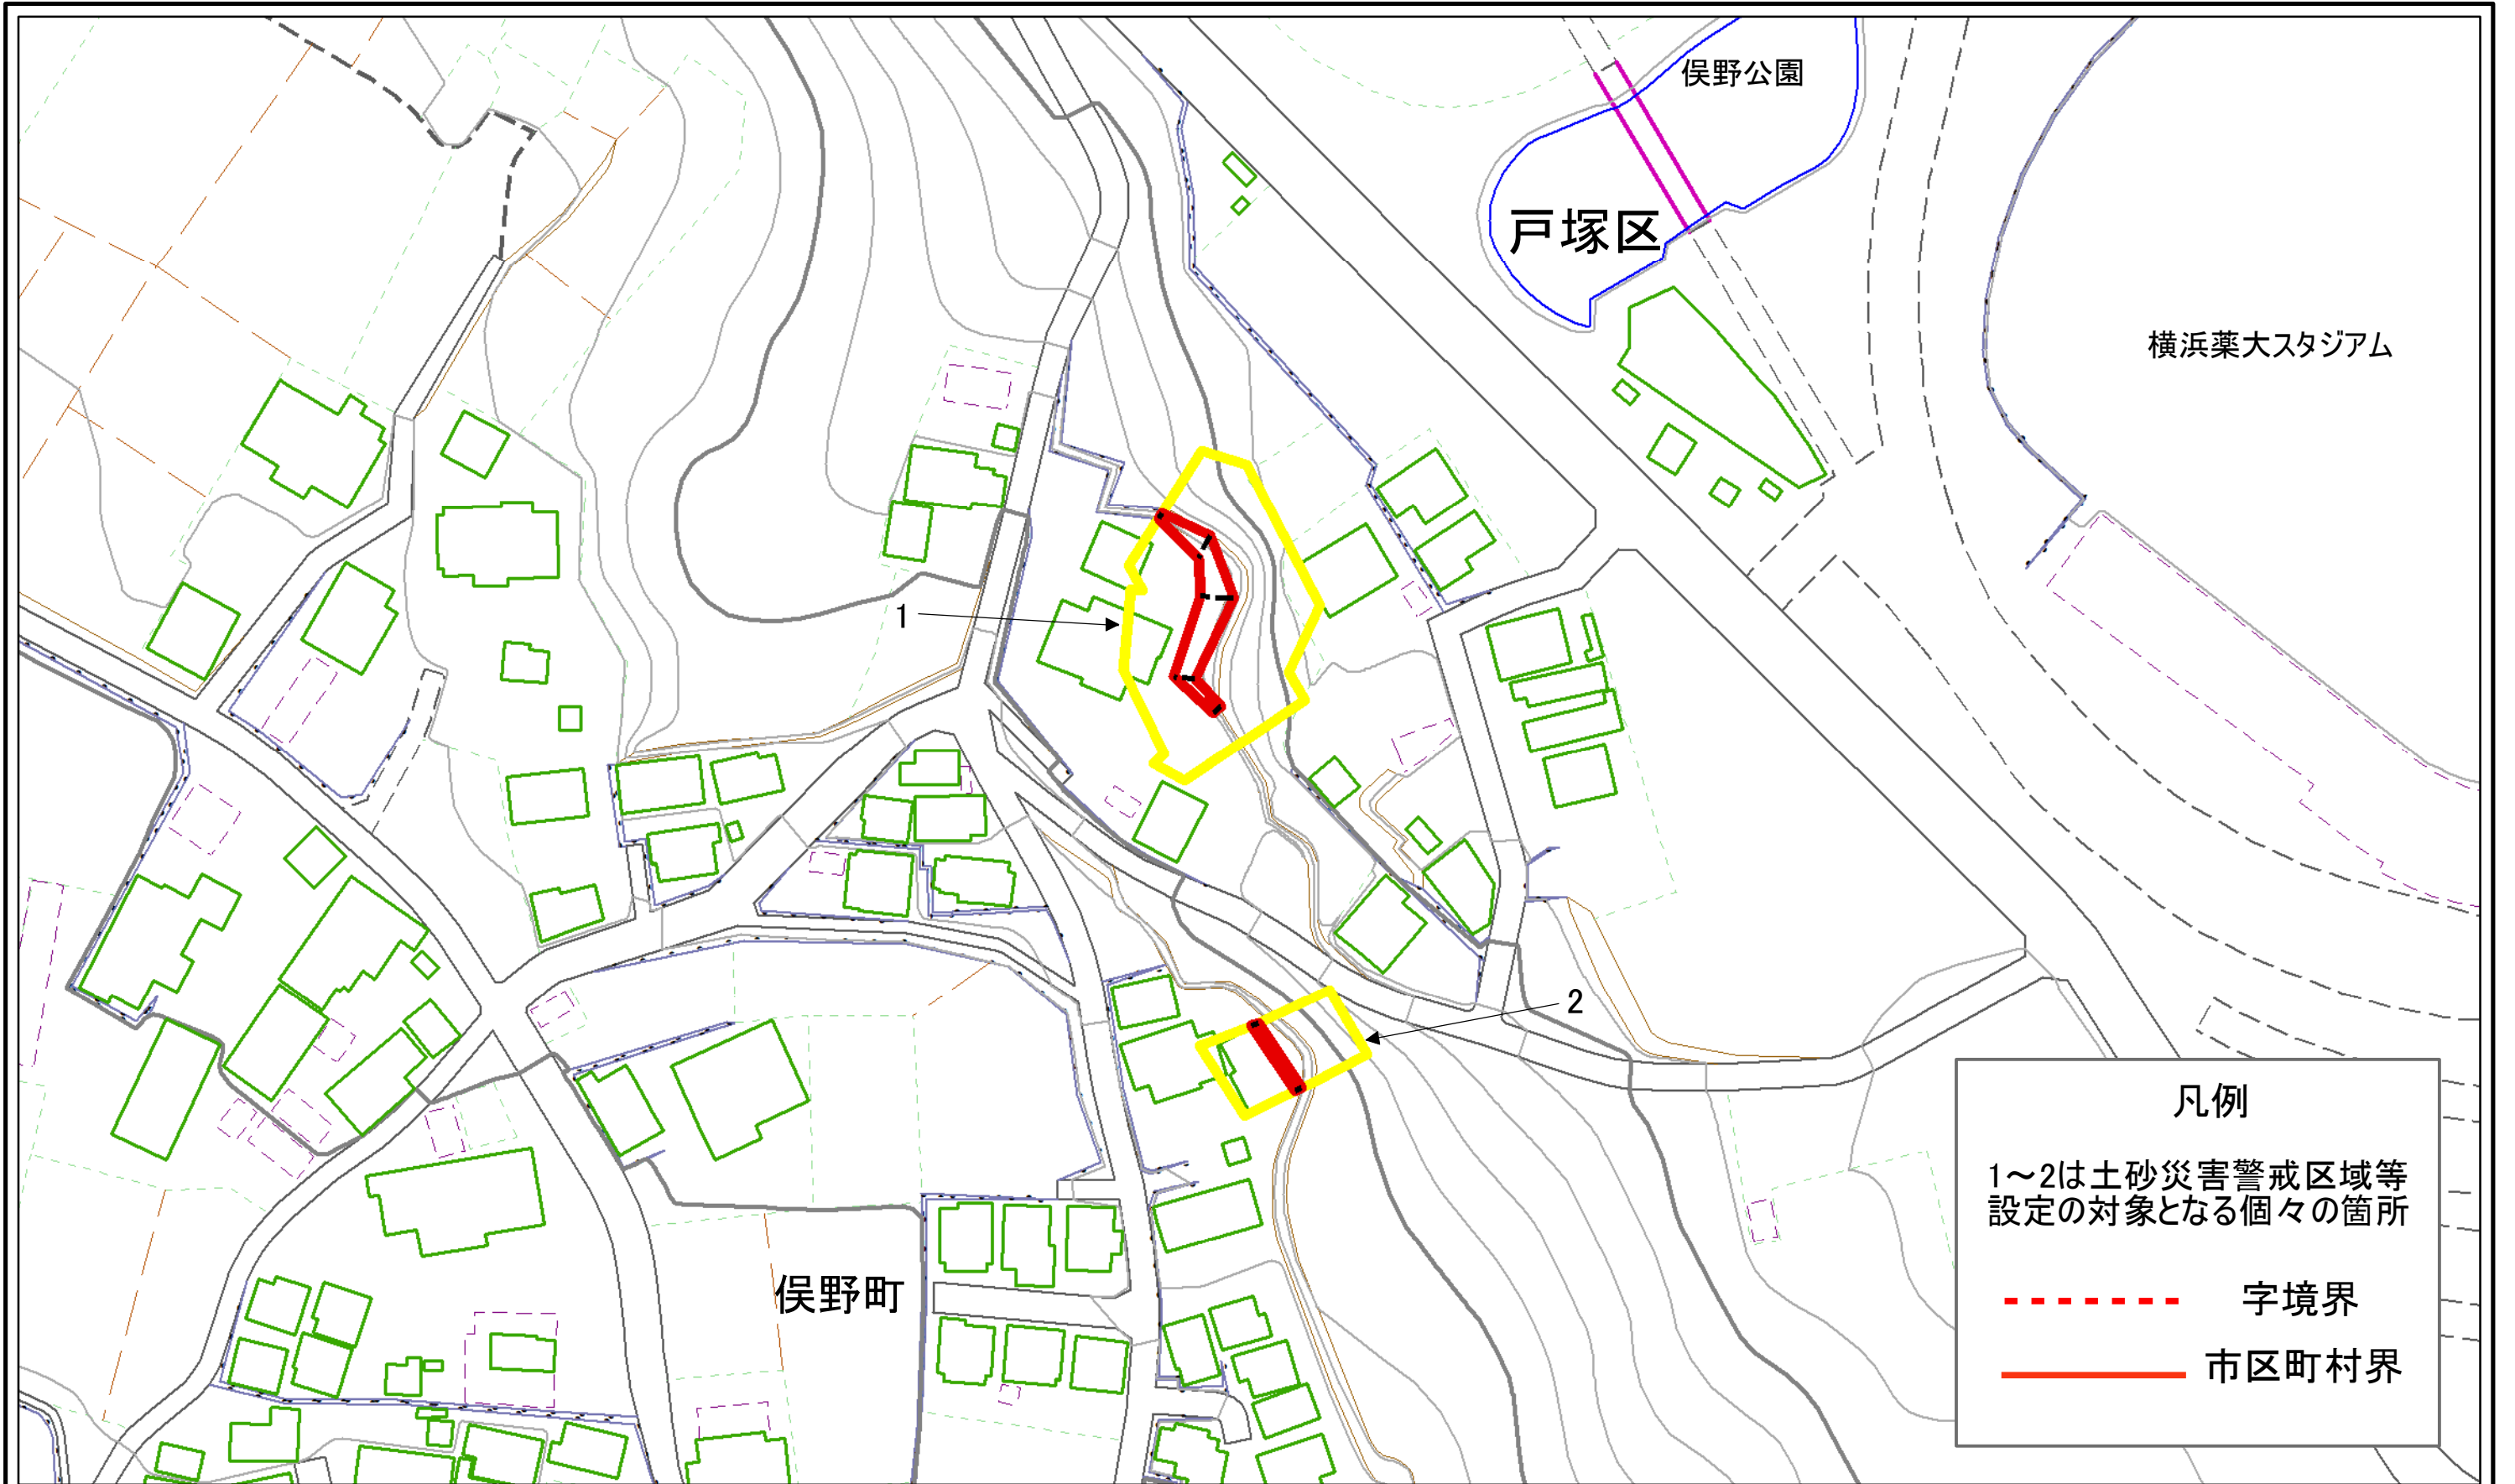 俣野公園
戸塚区
横浜薬大スタジアム
1
2
俣野町
凡例
1～2は土砂災害警戒区域等
設定の対象となる個々の箇所
字境界
市区町村界